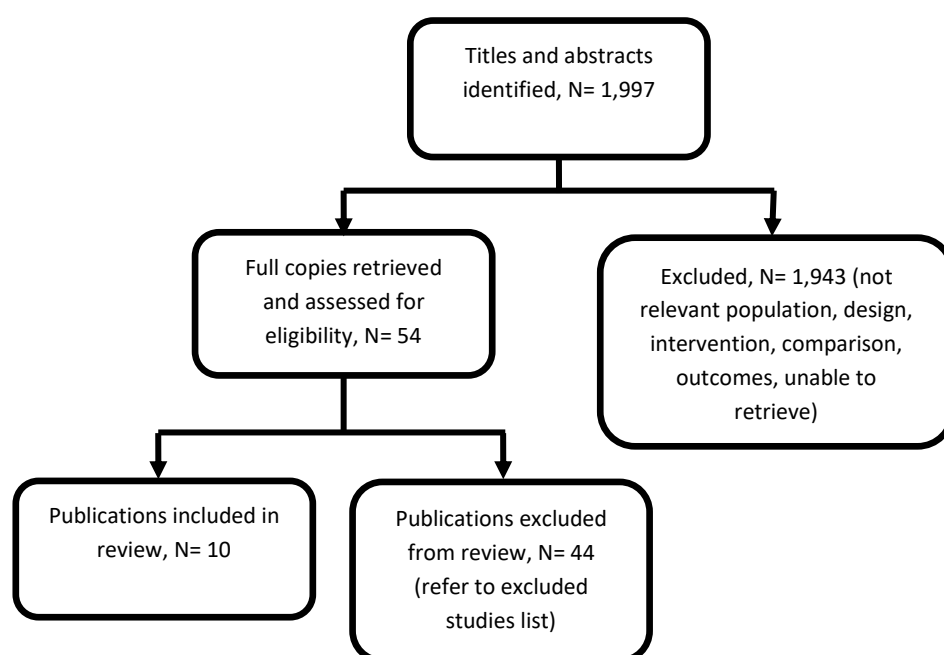 Titles and abstracts
identified, N= 1,997
Full copies retrieved
and assessed for
eligibility, N= 54
Excluded, N= 1,943 (not
relevant population, design,
intervention, comparison,
outcomes, unable to
retrieve)
Publications included in
review, N= 10
Publications excluded
from review, N= 44
(refer to excluded
studies list)